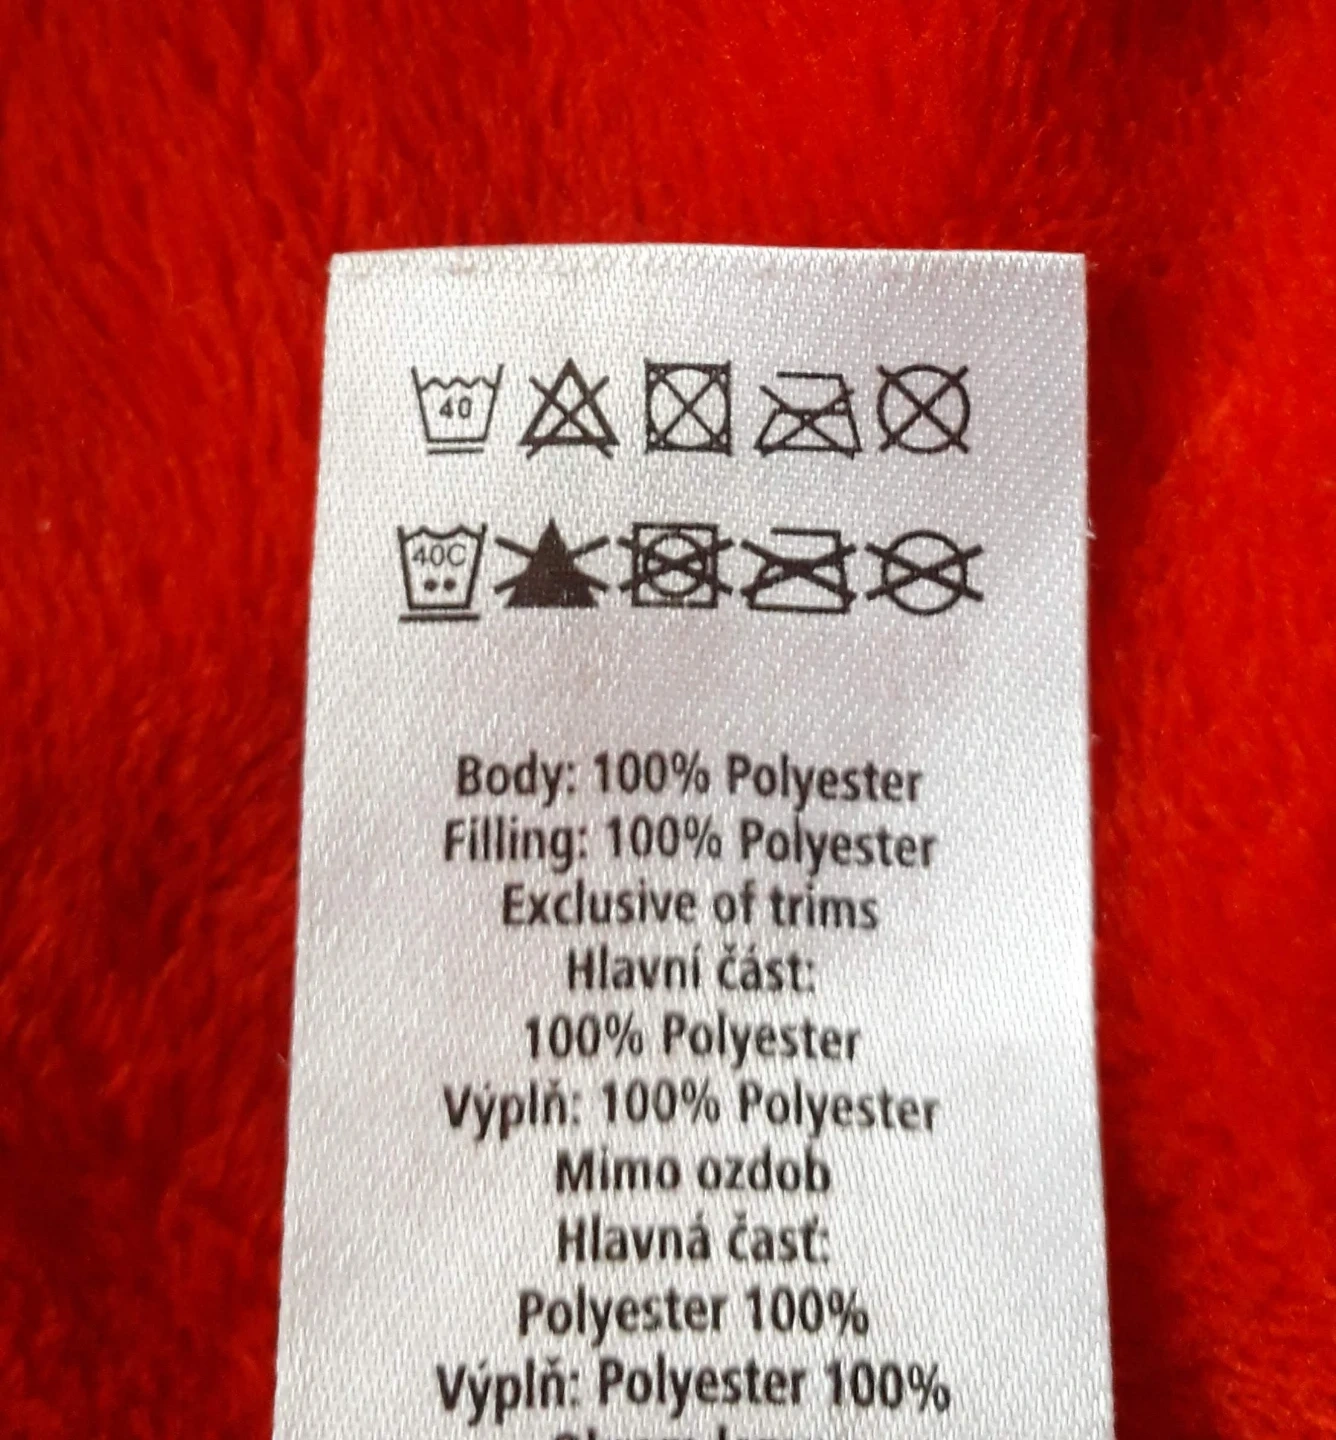 40
40C
Body: 100% Polyester
Filling: 100% Polyester
Exclusive of trims
Hlavní část:
100% Polyester
Výplň: 100% Polyester
Mimo ozdob
Hlavná časť:
Polyester 100%
Výplň: Polyester 100%